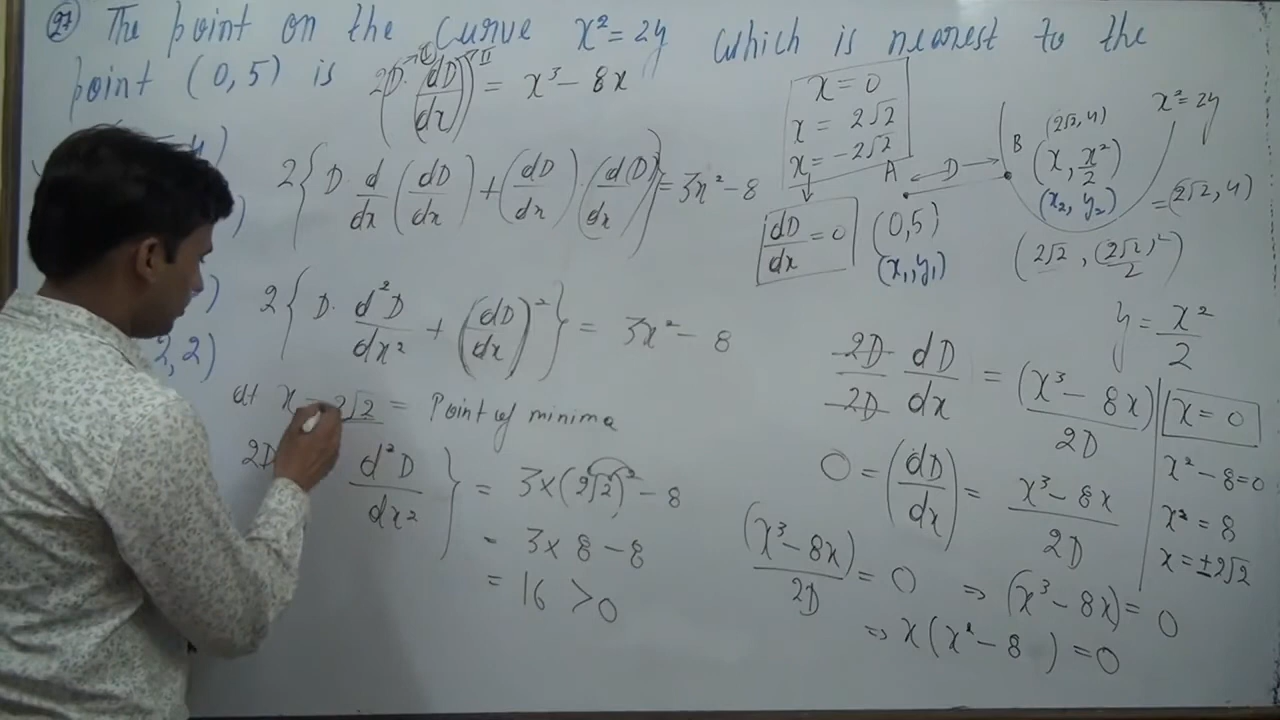 27 The point on the curve x² = 2y which is nearest to the
point (0, 5) is
(2D · (dD/dx)) = x³ − 8x
I II
2{D · d/dx (dD/dx) + (dD/dx) · (d(D)/dx)} = 3x² − 8
2{D · d²D/dx² + (dD/dx)²} = 3x² − 8
2, 2)
at x = 2√2 = Point of minima
2D d²D/dx² } = 3×(2√2)² − 8
= 3×8 − 8
= 16 > 0
x = 0
x = 2√2
x = −2√2
dD/dx = 0
A D B
(0,5)
(x₁,y₁)
(2√2, 4)
(x, x²/2)
(x₂, y₂)
x² = 2y
= (2√2, 4)
(2√2, (2√2)²/2)
y = x²/2
2D/2D dD/dx = (x³ − 8x)/2D
0 = (dD/dx) = x³ − 8x/2D
(x³ − 8x)/2D = 0 ⇒ (x³ − 8x) = 0
⇒ x(x² − 8) = 0
x = 0
x² − 8 = 0
x² = 8
x = ±2√2